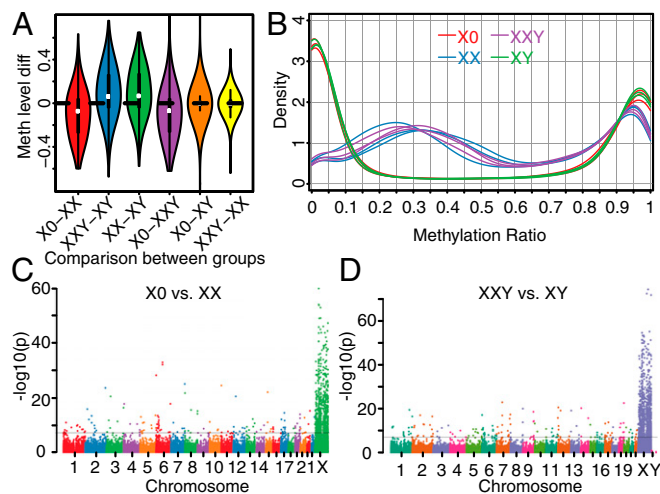 A
Meth level diff
0.4
0
−0.4
X0−XX
XXY−XY
XX−XY
X0−XXY
X0−XY
XXY−XX
Comparison between groups
B
Density
4
3
2
1
0
X0
XXY
XX
XY
0 0.1 0.2 0.3 0.4 0.5 0.6 0.7 0.8 0.9 1
Methylation Ratio
C
X0 vs. XX
-log10(p)
60
40
20
10
0
1 2 3 4 5 6 7 8 10 12 14 17 21 X
Chromosome
D
XXY vs. XY
-log10(p)
60
40
20
0
1 2 3 4 5 6 7 8 9 11 13 16 19 XY
Chromosome